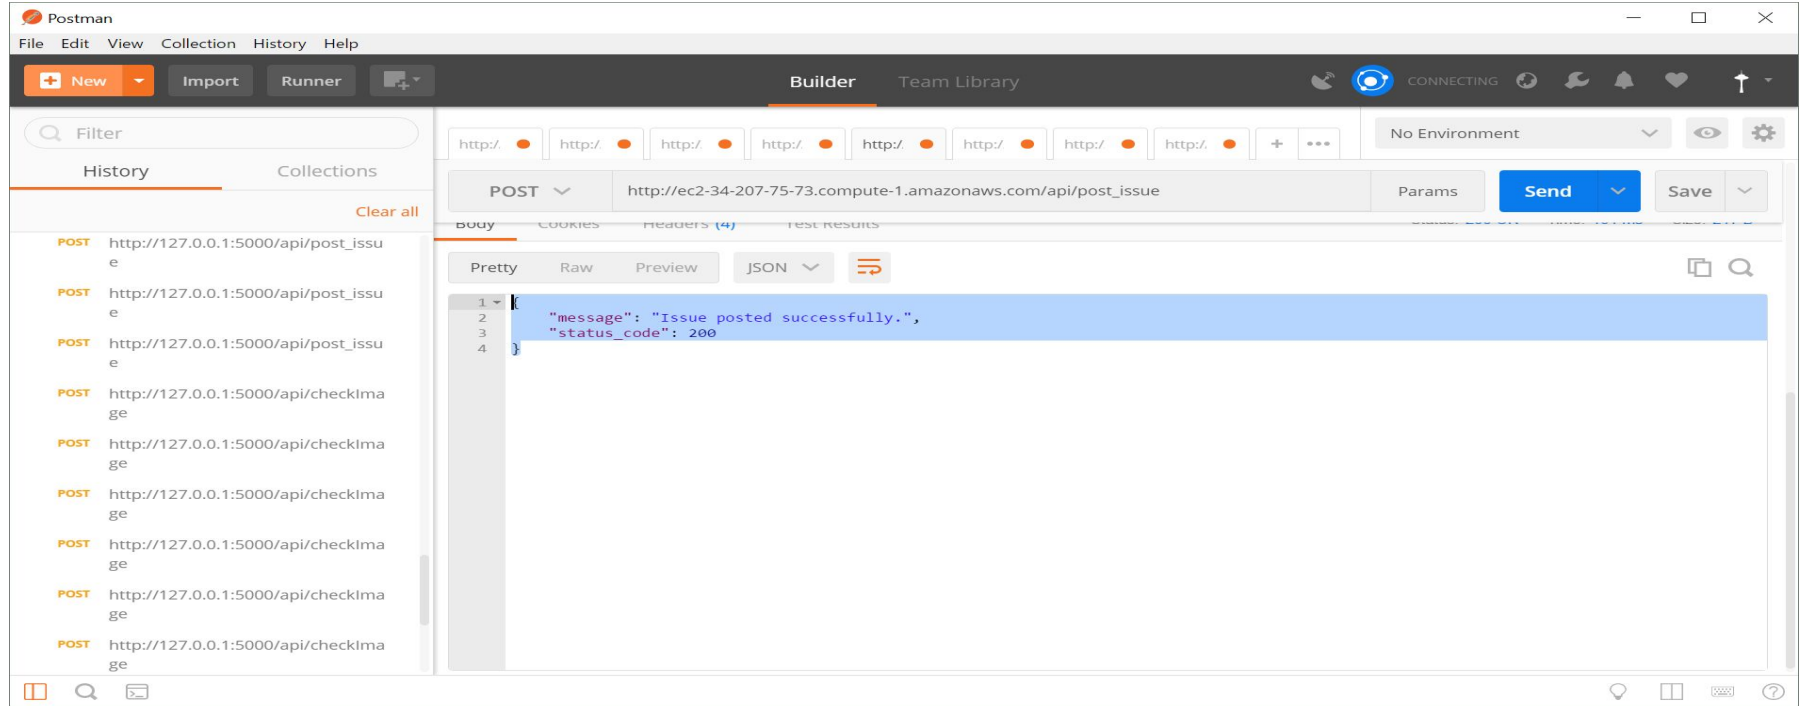 Postman
File Edit View Collection History Help
New Import Runner Builder Team Library CONNECTING
Filter
History Collections
Clear all
POST http://127.0.0.1:5000/api/post_issu
e
POST http://127.0.0.1:5000/api/post_issu
e
POST http://127.0.0.1:5000/api/post_issu
e
POST http://127.0.0.1:5000/api/checkIma
ge
POST http://127.0.0.1:5000/api/checkIma
ge
POST http://127.0.0.1:5000/api/checkIma
ge
POST http://127.0.0.1:5000/api/checkIma
ge
POST http://127.0.0.1:5000/api/checkIma
ge
POST http://127.0.0.1:5000/api/checkIma
ge
http:/. http:/. http:/. http:/. http:/. http:/ http:/ http:/. + •••
No Environment
POST http://ec2-34-207-75-73.compute-1.amazonaws.com/api/post_issue Params Send Save
Body Cookies Headers (4) Test Results
Pretty Raw Preview JSON
1 {
2 "message": "Issue posted successfully.",
3 "status_code": 200
4 }